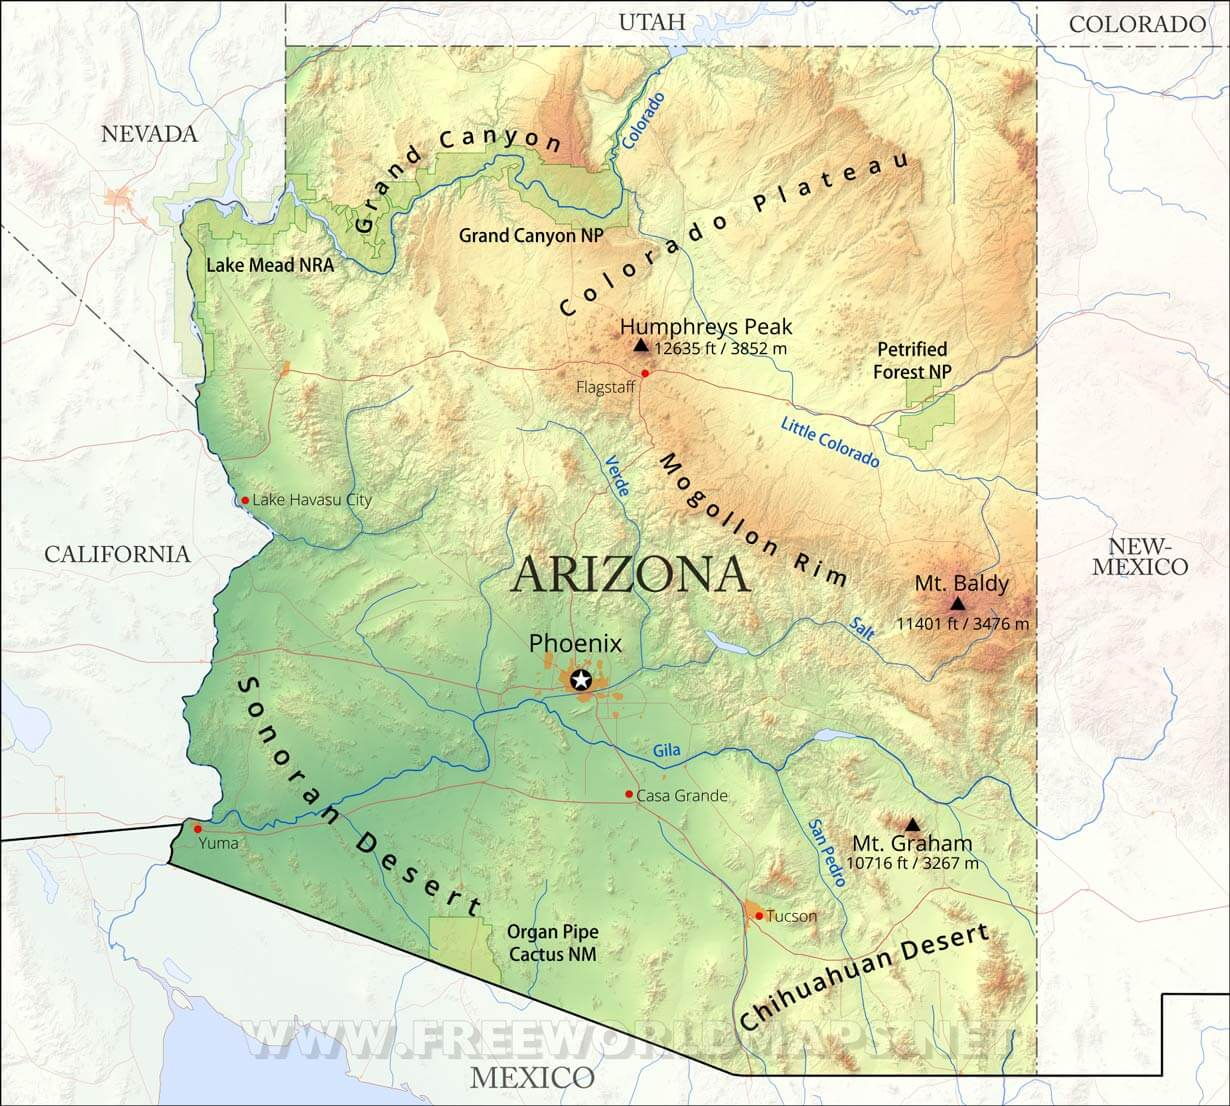 UTAH
COLORADO
NEVADA
Grand Canyon
Colorado
Colorado Plateau
Grand Canyon NP
Lake Mead NRA
Humphreys Peak
12635 ft / 3852 m
Petrified
Forest NP
Flagstaff
Little Colorado
Verde
Mogollon Rim
Lake Havasu City
CALIFORNIA
ARIZONA
NEW-
MEXICO
Mt. Baldy
11401 ft / 3476 m
Salt
Phoenix
Sonoran Desert
Gila
Casa Grande
San Pedro
Mt. Graham
10716 ft / 3267 m
Yuma
Tucson
Organ Pipe
Cactus NM
Chihuahuan Desert
WWW.FREEWORLDMAPS.NET
MEXICO